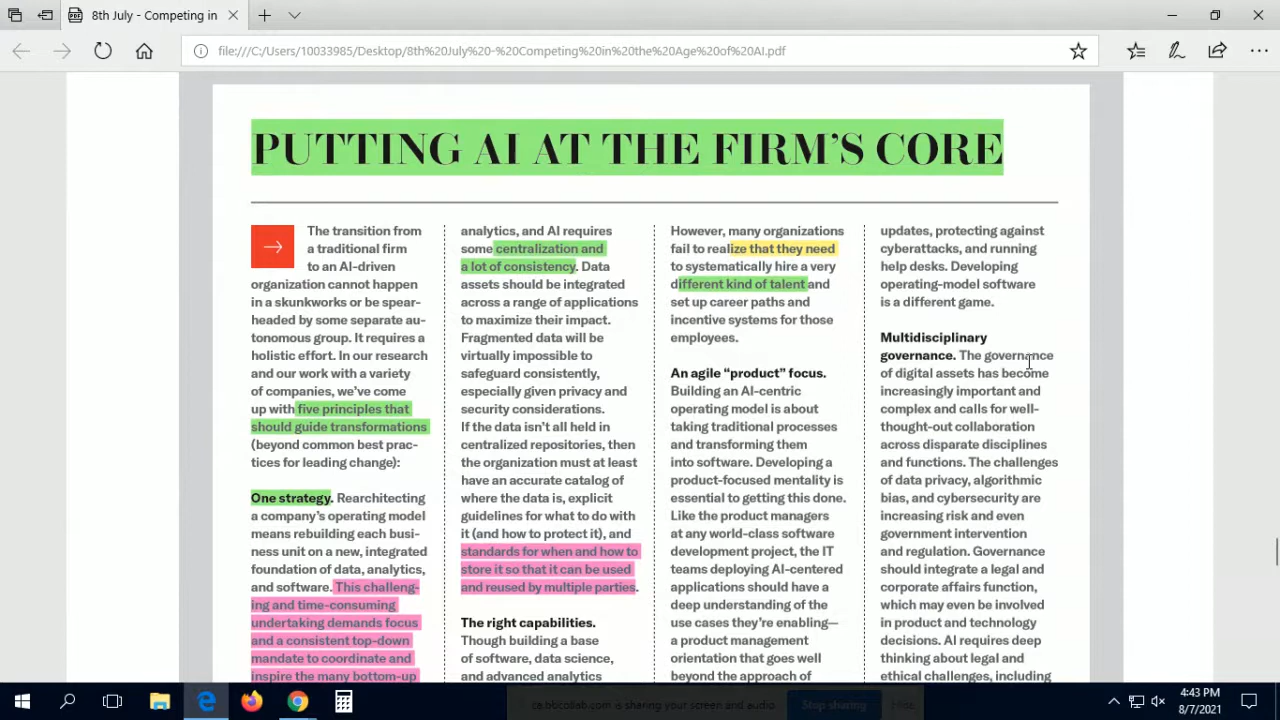 8th July - Competing in
file:///C:/Users/10033985/Desktop/8th%20July%20-%20Competing%20in%20the%20Age%20of%20AI.pdf
PUTTING AI AT THE FIRM'S CORE
The transition from
a traditional firm
to an AI-driven
organization cannot happen
in a skunkworks or be spear-
headed by some separate au-
tonomous group. It requires a
holistic effort. In our research
and our work with a variety
of companies, we've come
up with five principles that
should guide transformations
(beyond common best prac-
tices for leading change):
One strategy. Rearchitecting
a company's operating model
means rebuilding each busi-
ness unit on a new, integrated
foundation of data, analytics,
and software. This challeng-
ing and time-consuming
undertaking demands focus
and a consistent top-down
mandate to coordinate and
inspire the many bottom-up
analytics, and AI requires
some centralization and
a lot of consistency. Data
assets should be integrated
across a range of applications
to maximize their impact.
Fragmented data will be
virtually impossible to
safeguard consistently,
especially given privacy and
security considerations.
If the data isn't all held in
centralized repositories, then
the organization must at least
have an accurate catalog of
where the data is, explicit
guidelines for what to do with
it (and how to protect it), and
standards for when and how to
store it so that it can be used
and reused by multiple parties.
The right capabilities.
Though building a base
of software, data science,
and advanced analytics
However, many organizations
fail to realize that they need
to systematically hire a very
different kind of talent and
set up career paths and
incentive systems for those
employees.
An agile “product” focus.
Building an AI-centric
operating model is about
taking traditional processes
and transforming them
into software. Developing a
product-focused mentality is
essential to getting this done.
Like the product managers
at any world-class software
development project, the IT
teams deploying AI-centered
applications should have a
deep understanding of the
use cases they're enabling—
a product management
orientation that goes well
beyond the approach of
updates, protecting against
cyberattacks, and running
help desks. Developing
operating-model software
is a different game.
Multidisciplinary
governance. The governance
of digital assets has become
increasingly important and
complex and calls for well-
thought-out collaboration
across disparate disciplines
and functions. The challenges
of data privacy, algorithmic
bias, and cybersecurity are
increasing risk and even
government intervention
and regulation. Governance
should integrate a legal and
corporate affairs function,
which may even be involved
in product and technology
decisions. AI requires deep
thinking about legal and
ethical challenges, including
ca.bbcollab.com is sharing your screen and audio.
Stop sharing
Hide
4:43 PM
8/7/2021